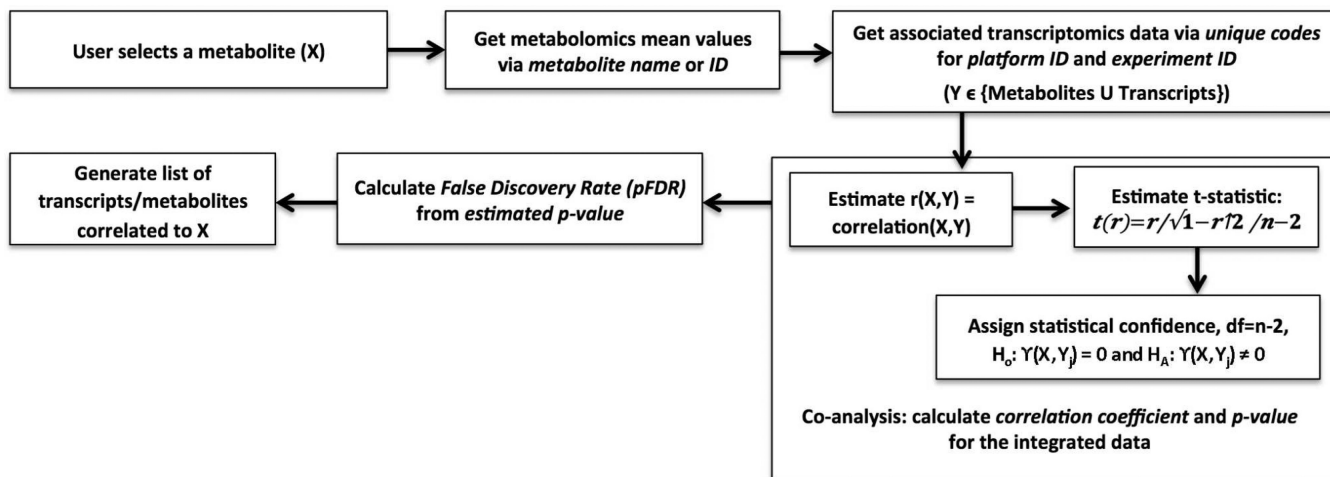 User selects a metabolite (X)
Get metabolomics mean values
via metabolite name or ID
Get associated transcriptomics data via unique codes
for platform ID and experiment ID
(Y ϵ {Metabolites U Transcripts})
Estimate r(X,Y) =
correlation(X,Y)
Estimate t-statistic:
t(r)=r/√1−r↑2 /n−2
Assign statistical confidence, df=n-2,
Ho: ϒ(X,Yj) = 0 and HA: ϒ(X,Yj) ≠ 0
Co-analysis: calculate correlation coefficient and p-value
for the integrated data
Calculate False Discovery Rate (pFDR)
from estimated p-value
Generate list of
transcripts/metabolites
correlated to X